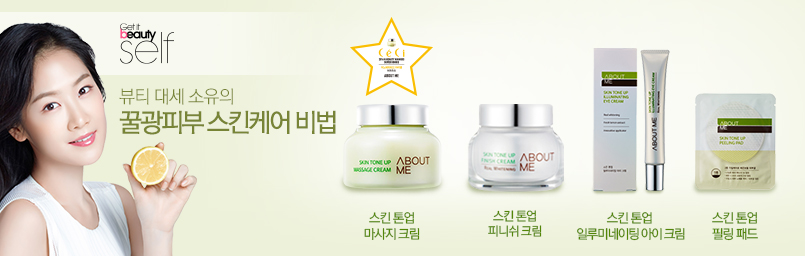 Get it
beauty
self
뷰티 대세 소유의
꿀광피부 스킨케어 비법
CéCi
ABOUT ME
SKIN TONE UP
MASSAGE CREAM
ABOUT
ME
스킨 톤업
마사지 크림
SKIN TONE UP
FINISH CREAM
ABOUT
ME
스킨 톤업
피니쉬 크림
ABOUT
ME
SKIN TONE UP
ILLUMINATING
EYE CREAM
ABOUT ME
스킨 톤업
일루미네이팅 아이 크림
ABOUT
ME
SKIN TONE UP
PEELING PAD
스킨 톤업
필링 패드